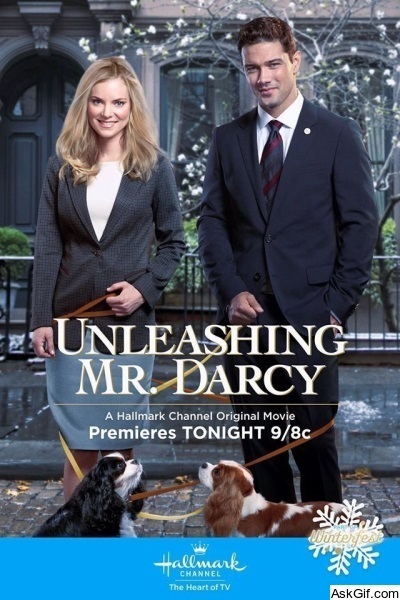 UNLEASHING
MR. DARCY
A Hallmark Channel Original Movie
Premieres TONIGHT 9/8c
Winterfest
Hallmark
CHANNEL
The Heart of TV
AskGif.com